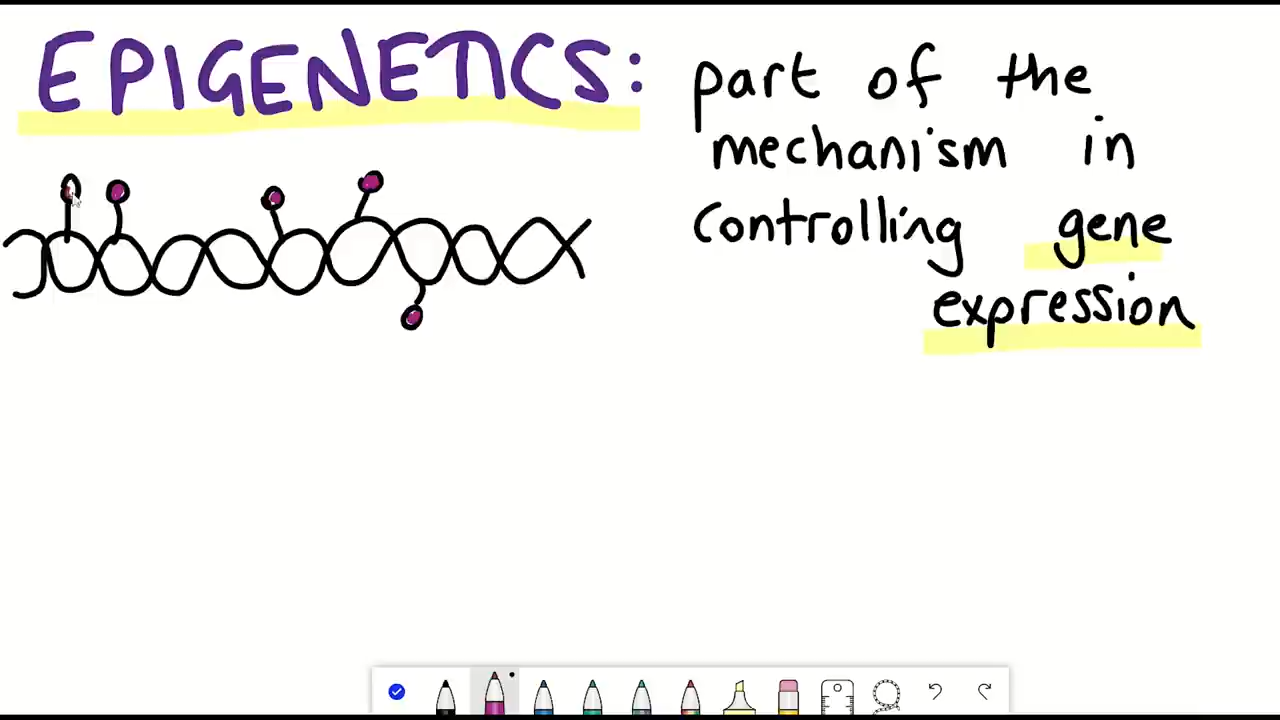 EPIGENETICS:
part of the
mechanism in
controlling gene
expression